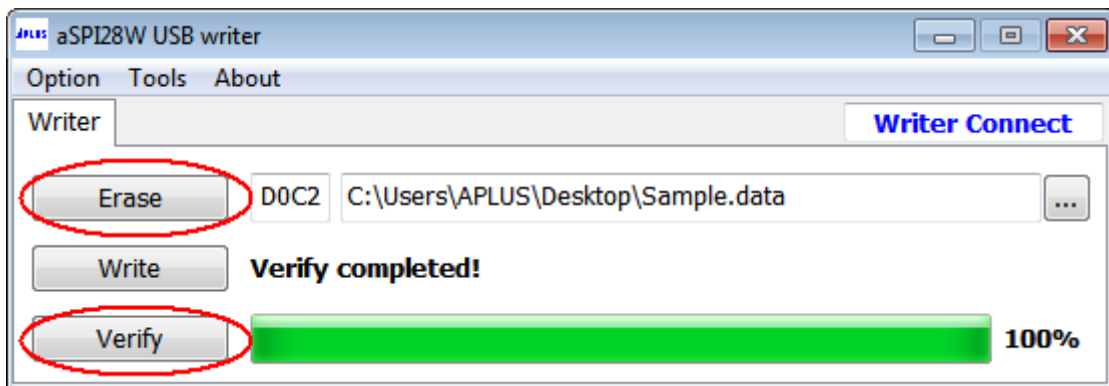 APLUS aSPI28W USB writer
Option Tools About
Writer Writer Connect
Erase D0C2 C:\Users\APLUS\Desktop\Sample.data ...
Write Verify completed!
Verify 100%